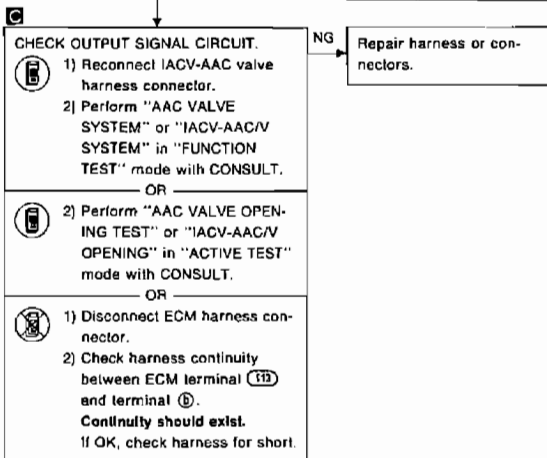 C
CHECK OUTPUT SIGNAL CIRCUIT.
1) Reconnect IACV-AAC valve
harness connector.
2) Perform "AAC VALVE
SYSTEM" or "IACV-AAC/V
SYSTEM" in "FUNCTION
TEST" mode with CONSULT.
OR
2) Perform "AAC VALVE OPEN-
ING TEST" or "IACV-AAC/V
OPENING" in "ACTIVE TEST"
mode with CONSULT.
OR
1) Disconnect ECM harness con-
nector.
2) Check harness continuity
between ECM terminal 113
and terminal b.
Continuity should exist.
If OK, check harness for short.
NG
Repair harness or con-
nectors.